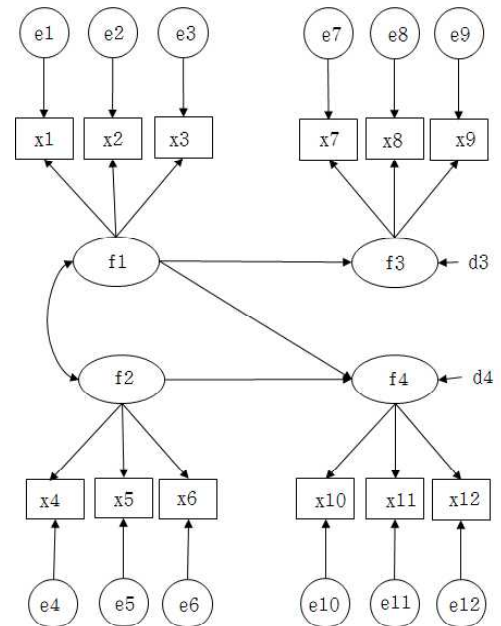 e1 e2 e3 e7 e8 e9
x1 x2 x3 x7 x8 x9
f1 f3 d3
f2 f4 d4
x4 x5 x6 x10 x11 x12
e4 e5 e6 e10 e11 e12